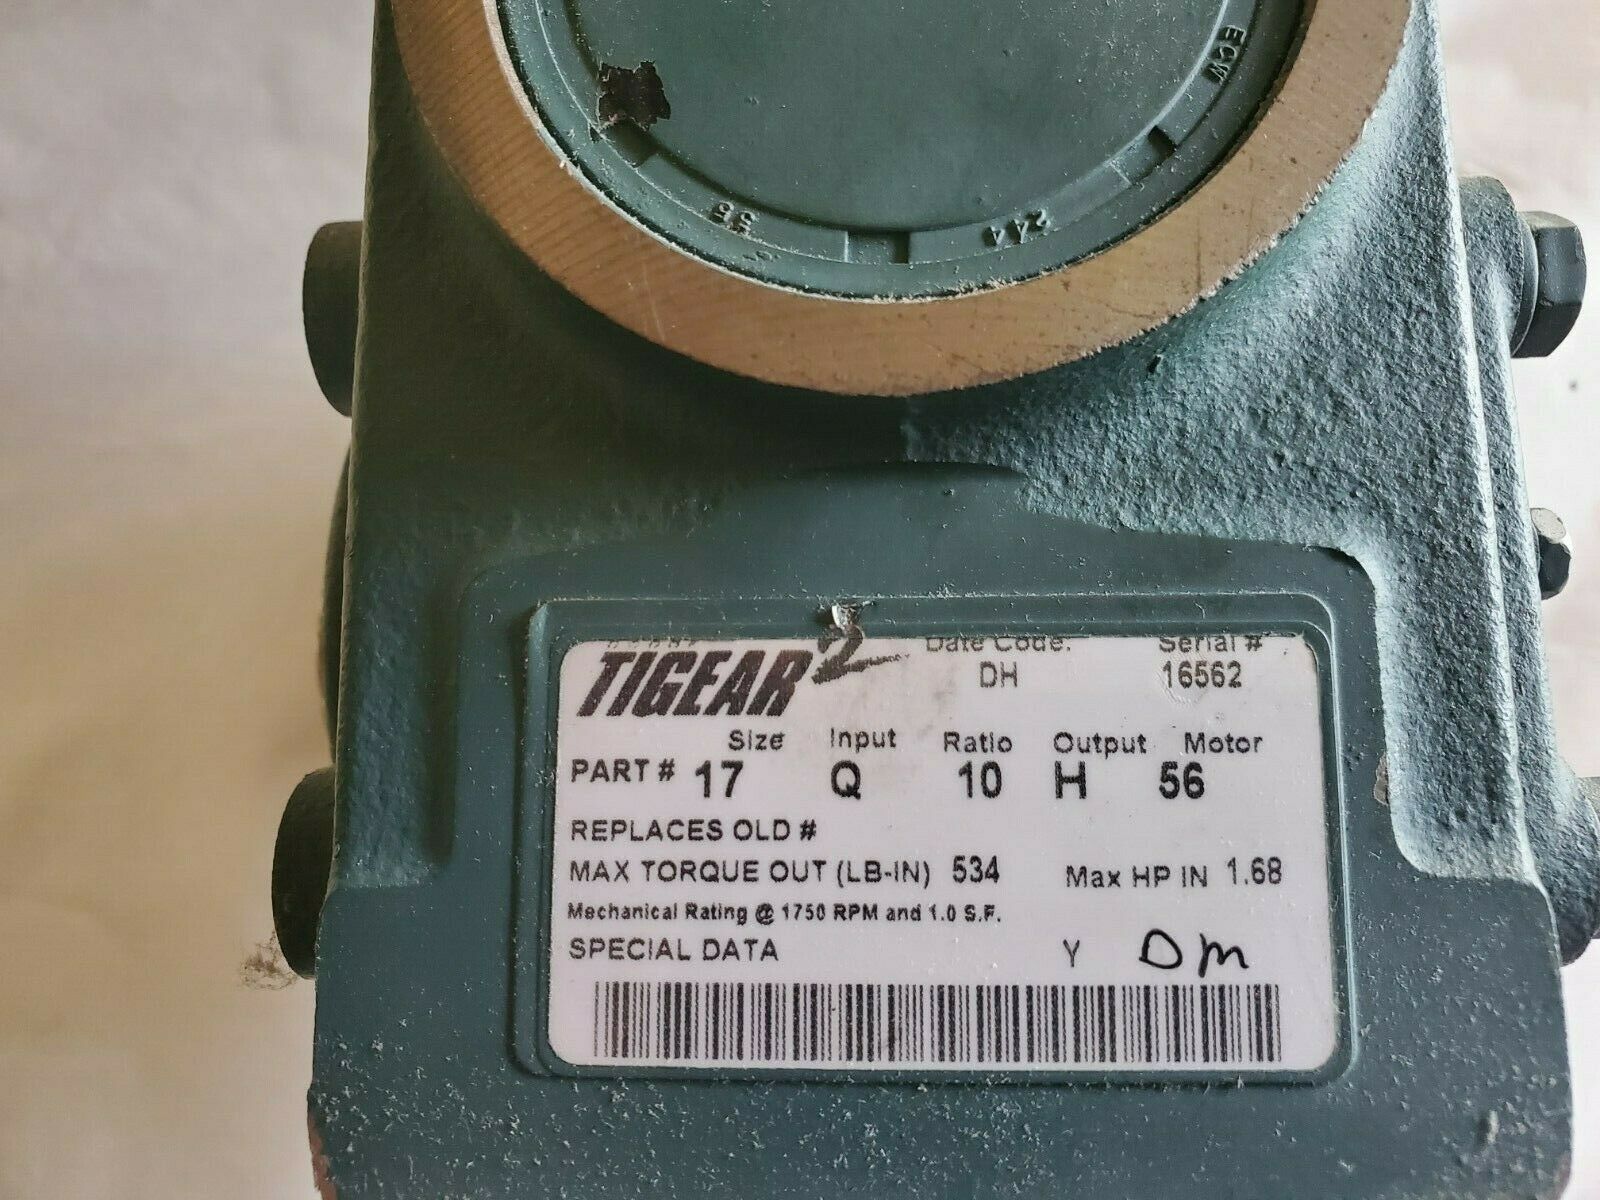 ECW
35
244
TIGEAR 2
Date Code: Serial #
DH 16562
Size Input Ratio Output Motor
PART # 17 Q 10 H 56
REPLACES OLD #
MAX TORQUE OUT (LB-IN) 534 Max HP IN 1.68
Mechanical Rating @ 1750 RPM and 1.0 S.F.
SPECIAL DATA Y Dm